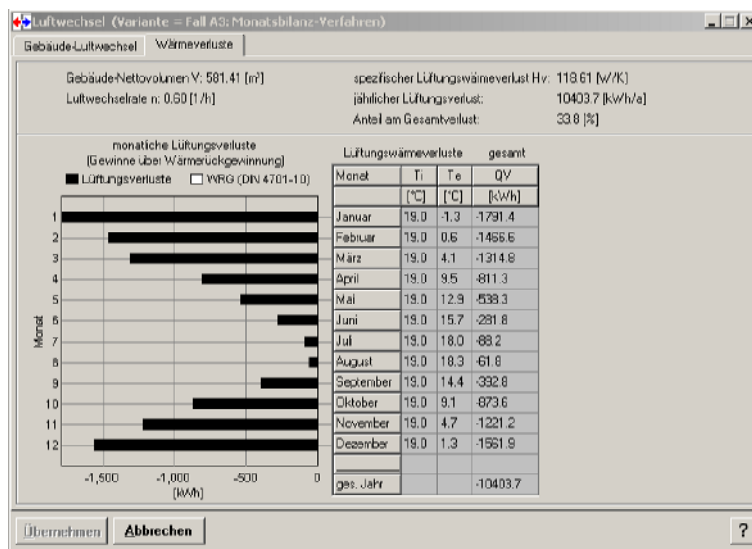 Luftwechsel (Variante = Fall A3: Monatsbilanz-Verfahren)
Gebäude-Luftwechsel Wärmeverluste
Gebäude-Nettovolumen V: 581.41 [m³]
Luftwechselrate n: 0.60 [1/h]
spezifischer Lüftungswärmeverlust Hv: 118.61 [W/K]
jährlicher Lüftungsverlust: 10403.7 [kWh/a]
Anteil am Gesamtverlust: 33.8 [%]
monatliche Lüftungsverluste
(Gewinne über Wärmerückgewinnung)
Lüftungsverluste WRG (DIN 4701-10)
Monat
1
2
3
4
5
6
7
8
9
10
11
12
-1,500 -1,000 -500 0
[kWh]
Lüftungswärmeverluste gesamt
Monat Ti Te QV
[°C] [°C] [kWh]
Januar 19.0 -1.3 -1791.4
Februar 19.0 0.6 -1466.6
März 19.0 4.1 -1314.8
April 19.0 9.5 -811.3
Mai 19.0 12.9 -538.3
Juni 19.0 15.7 -281.8
Juli 19.0 18.0 -88.2
August 19.0 18.3 -61.8
September 19.0 14.4 -392.8
Oktober 19.0 9.1 -873.6
November 19.0 4.7 -1221.2
Dezember 19.0 1.3 -1561.9
ges. Jahr -10403.7
Übernehmen Abbrechen ?